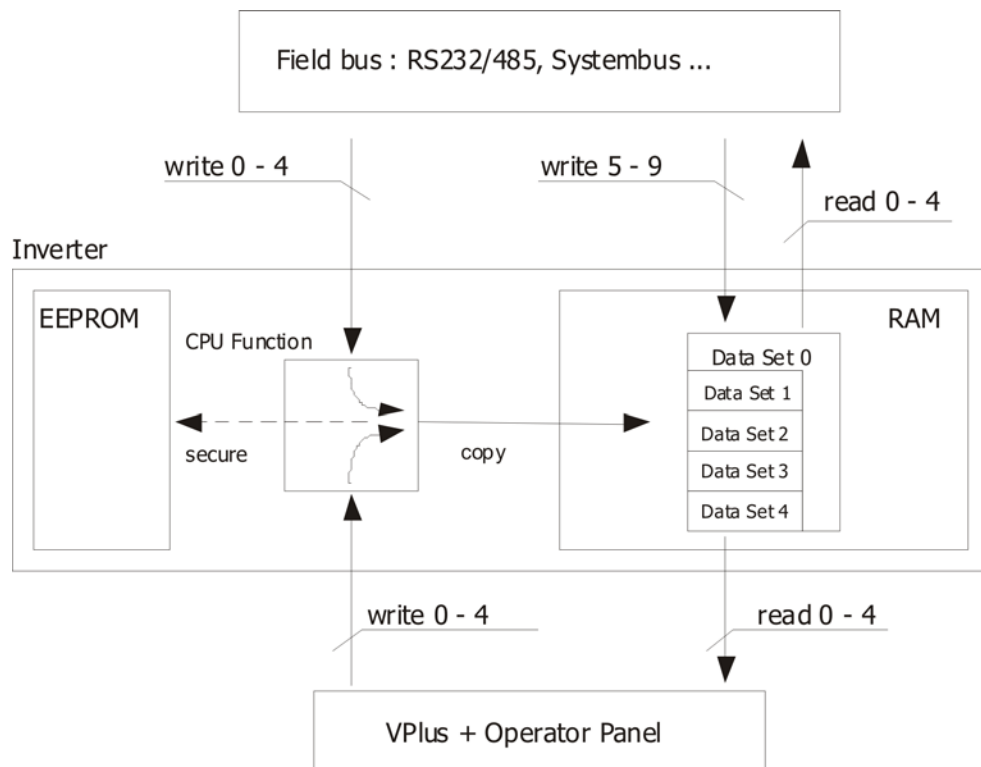 Field bus : RS232/485, Systembus ...
write 0 - 4
write 5 - 9
read 0 - 4
Inverter
EEPROM
CPU Function
RAM
Data Set 0
Data Set 1
Data Set 2
Data Set 3
Data Set 4
secure
copy
write 0 - 4
read 0 - 4
VPlus + Operator Panel